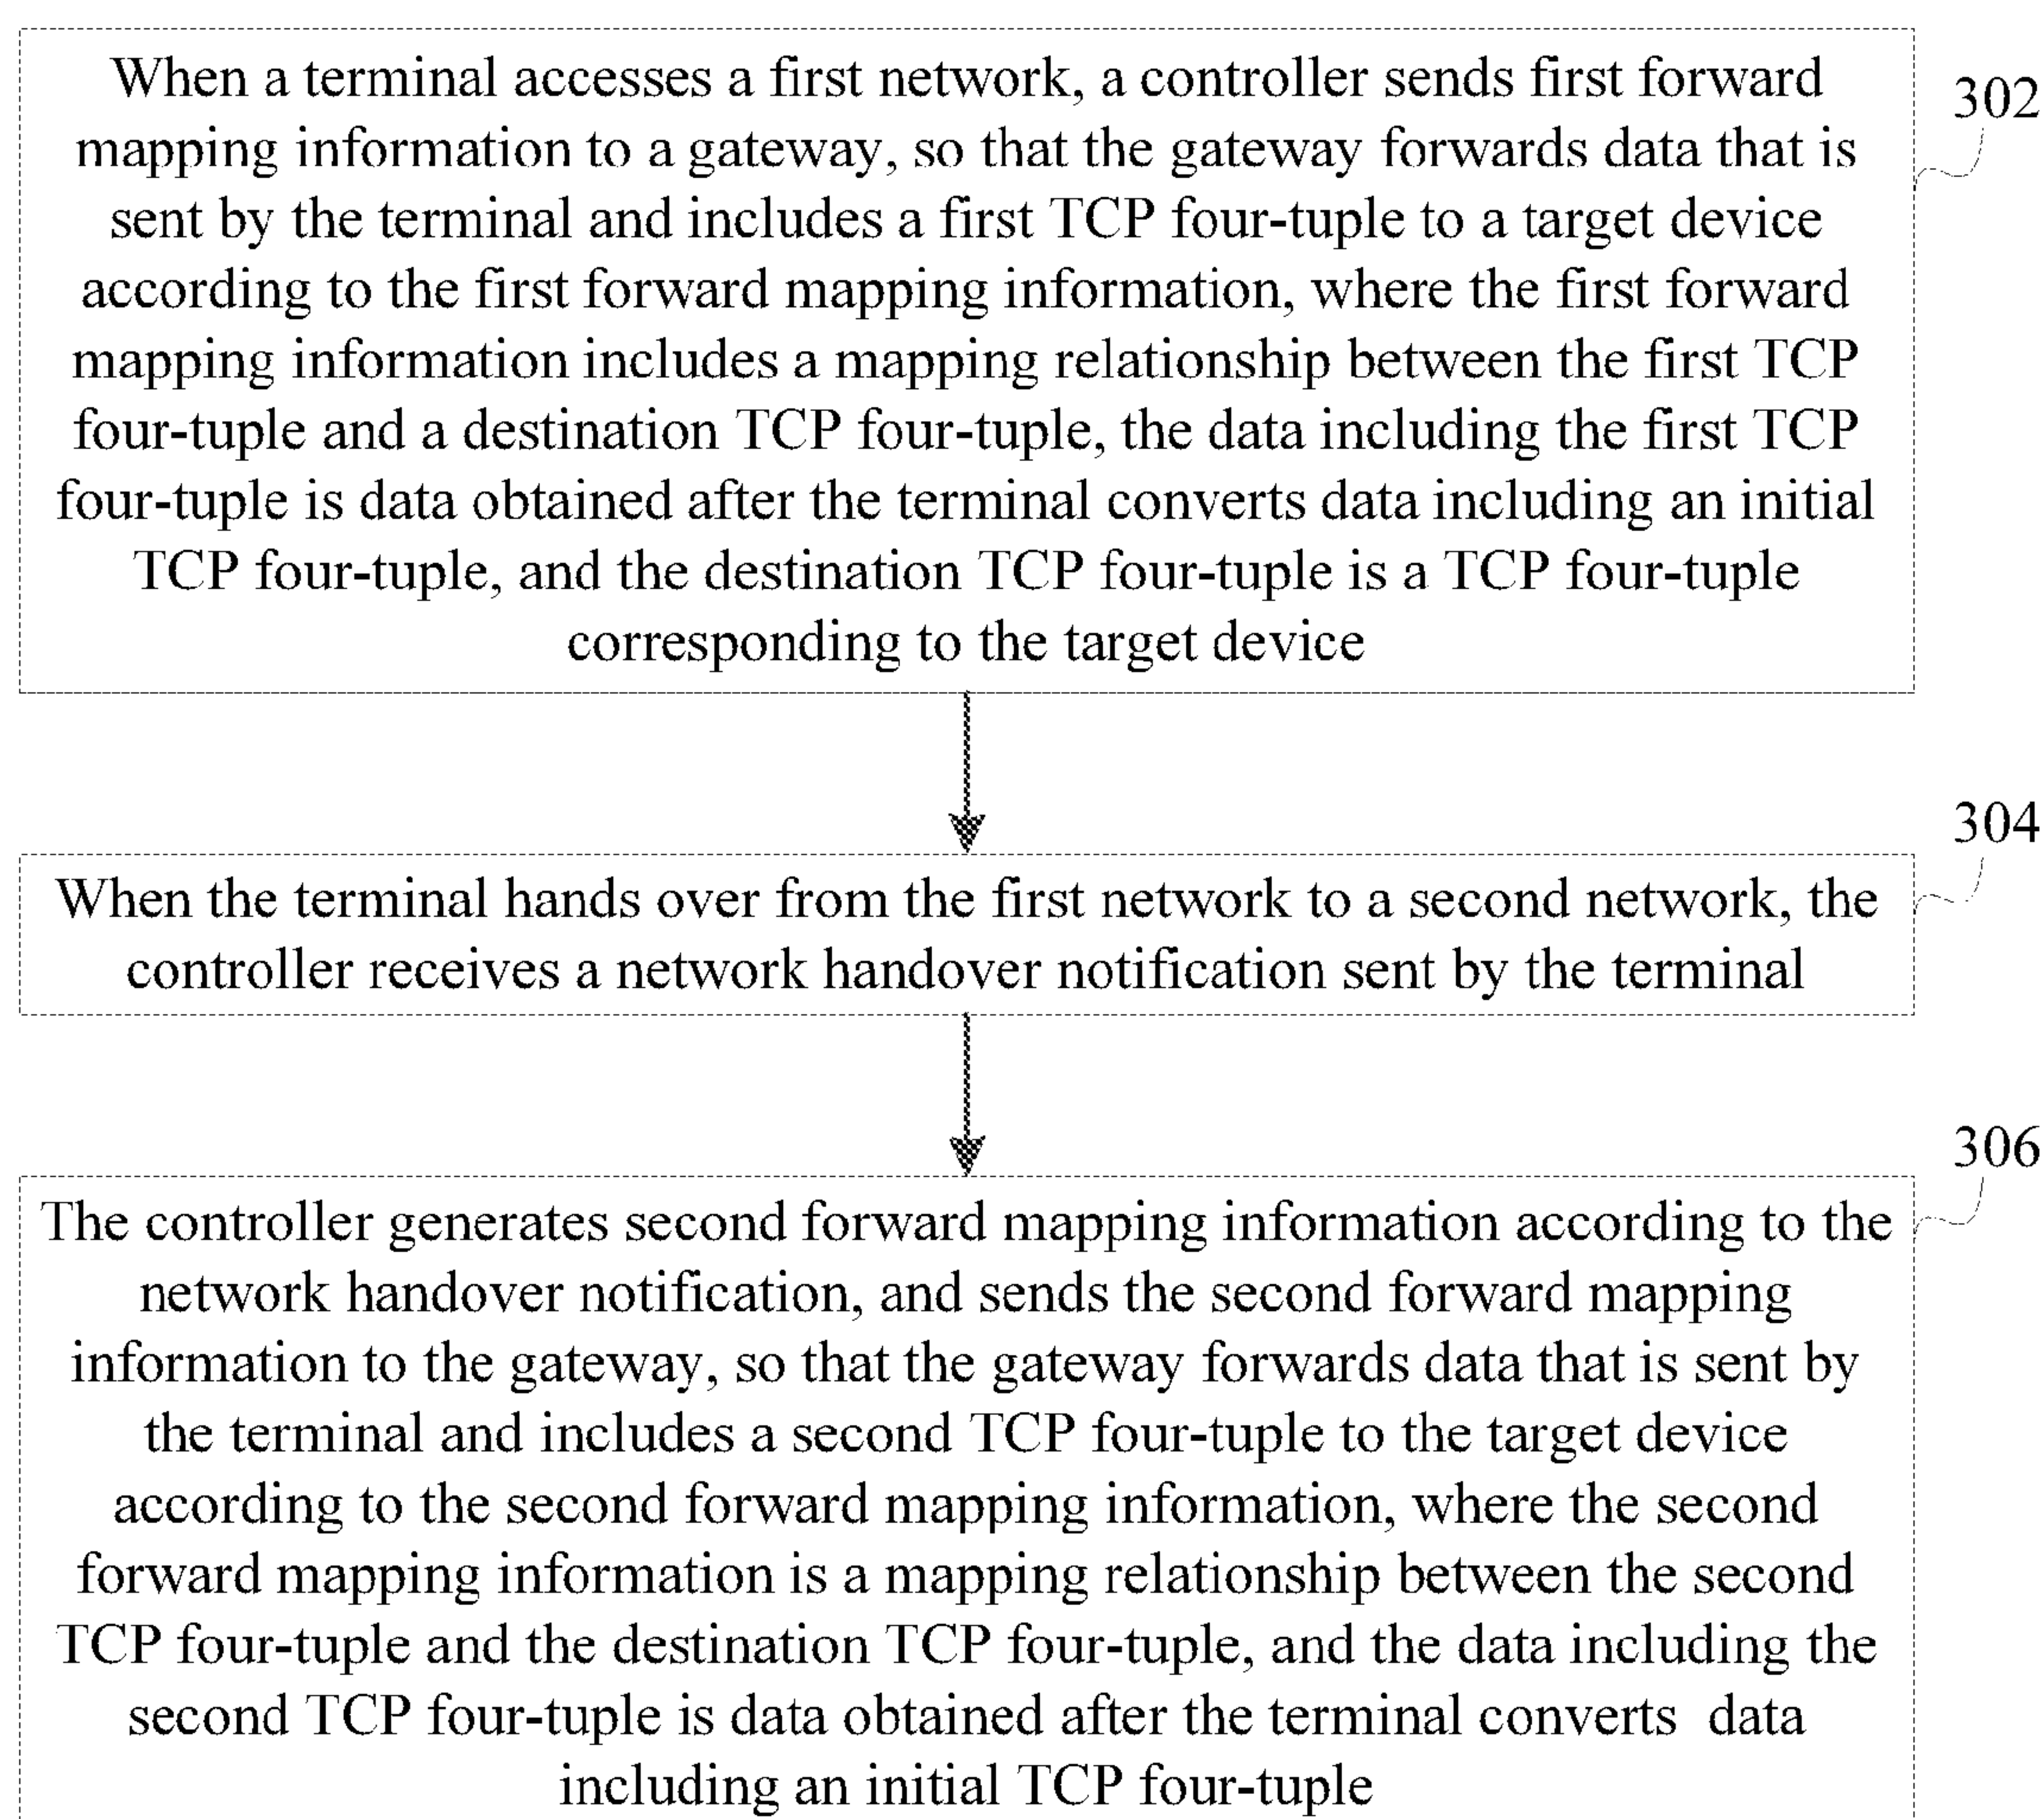 When a terminal accesses a first network, a controller sends first forward
mapping information to a gateway, so that the gateway forwards data that is
sent by the terminal and includes a first TCP four-tuple to a target device
according to the first forward mapping information, where the first forward
mapping information includes a mapping relationship between the first TCP
four-tuple and a destination TCP four-tuple, the data including the first TCP
four-tuple is data obtained after the terminal converts data including an initial
TCP four-tuple, and the destination TCP four-tuple is a TCP four-tuple
corresponding to the target device
302
When the terminal hands over from the first network to a second network, the
controller receives a network handover notification sent by the terminal
304
The controller generates second forward mapping information according to the
network handover notification, and sends the second forward mapping
information to the gateway, so that the gateway forwards data that is sent by
the terminal and includes a second TCP four-tuple to the target device
according to the second forward mapping information, where the second
forward mapping information is a mapping relationship between the second
TCP four-tuple and the destination TCP four-tuple, and the data including the
second TCP four-tuple is data obtained after the terminal converts data
including an initial TCP four-tuple
306